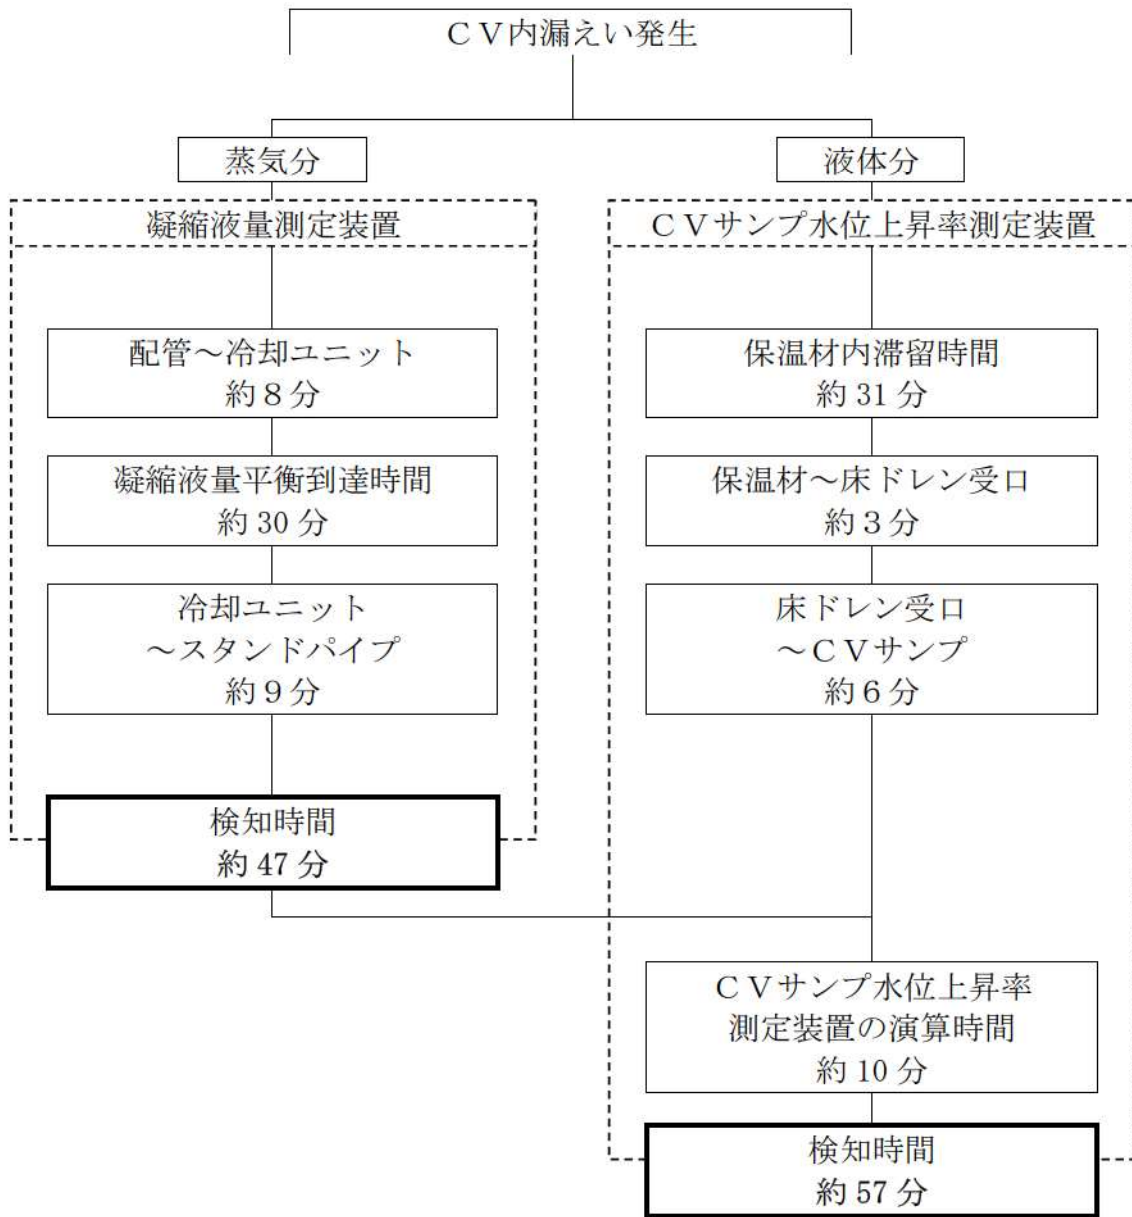 ＣＶ内漏えい発生
蒸気分
凝縮液量測定装置
配管～冷却ユニット
約８分
凝縮液量平衡到達時間
約 30 分
冷却ユニット
～スタンドパイプ
約９分
検知時間
約 47 分
液体分
ＣＶサンプ水位上昇率測定装置
保温材内滞留時間
約 31 分
保温材～床ドレン受口
約３分
床ドレン受口
～ＣＶサンプ
約６分
ＣＶサンプ水位上昇率
測定装置の演算時間
約 10 分
検知時間
約 57 分